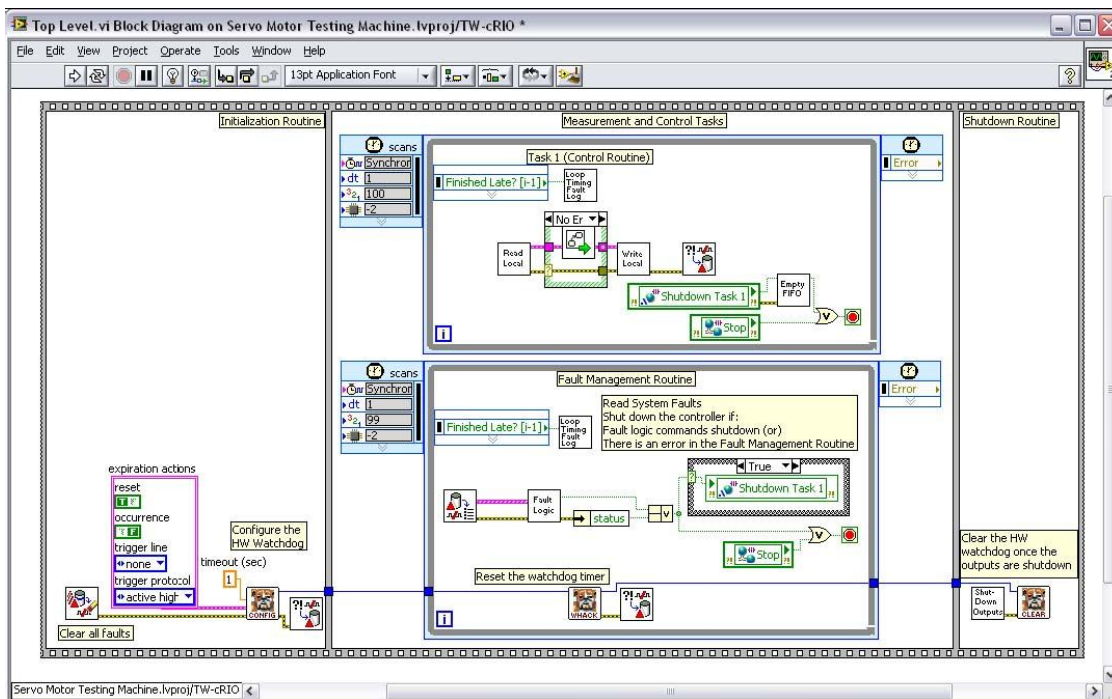 Top Level.vi Block Diagram on Servo Motor Testing Machine.lvproj/TW-cRIO *
File Edit View Project Operate Tools Window Help
13pt Application Font
Initialization Routine
expiration actions
reset
T
occurrence
F
trigger line
none
trigger protocol
active high
Configure the
HW Watchdog
timeout (sec)
1
CONFIG
Clear all faults
Measurement and Control Tasks
scans
Synchron
dt 1
100
-2
Task 1 (Control Routine)
Finished Late? [i-1]
Loop
Timing
Fault
Log
No Er
Read
Local
Write
Local
Shutdown Task 1
Empty
FIFO
Stop
i
Error
scans
Synchron
dt 1
99
-2
Fault Management Routine
Finished Late? [i-1]
Loop
Timing
Fault
Log
Read System Faults
Shut down the controller if:
Fault logic commands shutdown (or)
There is an error in the Fault Management Routine
True
Shutdown Task 1
Fault
Logic
status
Stop
Reset the watchdog timer
WHACK
i
Error
Shutdown Routine
Clear the HW
watchdog once the
outputs are shutdown
Shut-
Down
Outputs
CLEAR
Servo Motor Testing Machine.lvproj/TW-cRIO